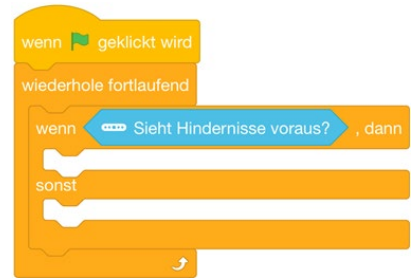 wenn geklickt wird
wiederhole fortlaufend
wenn Sieht Hindernisse voraus? , dann
sonst